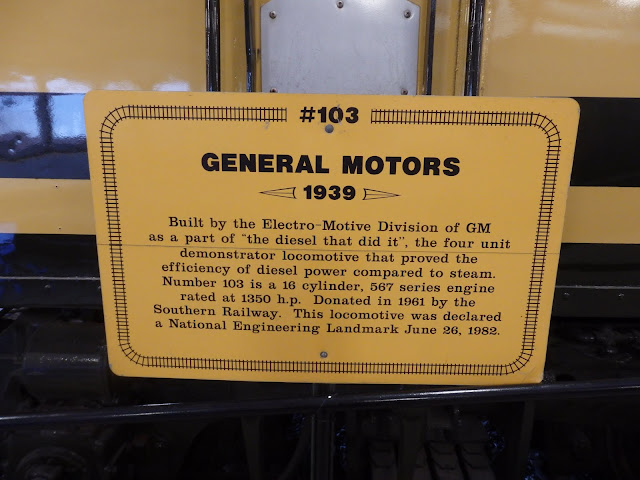 #103
GENERAL MOTORS
1939
Built by the Electro-Motive Division of GM
as a part of "the diesel that did it", the four unit
demonstrator locomotive that proved the
efficiency of diesel power compared to steam.
Number 103 is a 16 cylinder, 567 series engine
rated at 1350 h.p. Donated in 1961 by the
Southern Railway. This locomotive was declared
a National Engineering Landmark June 26, 1982.